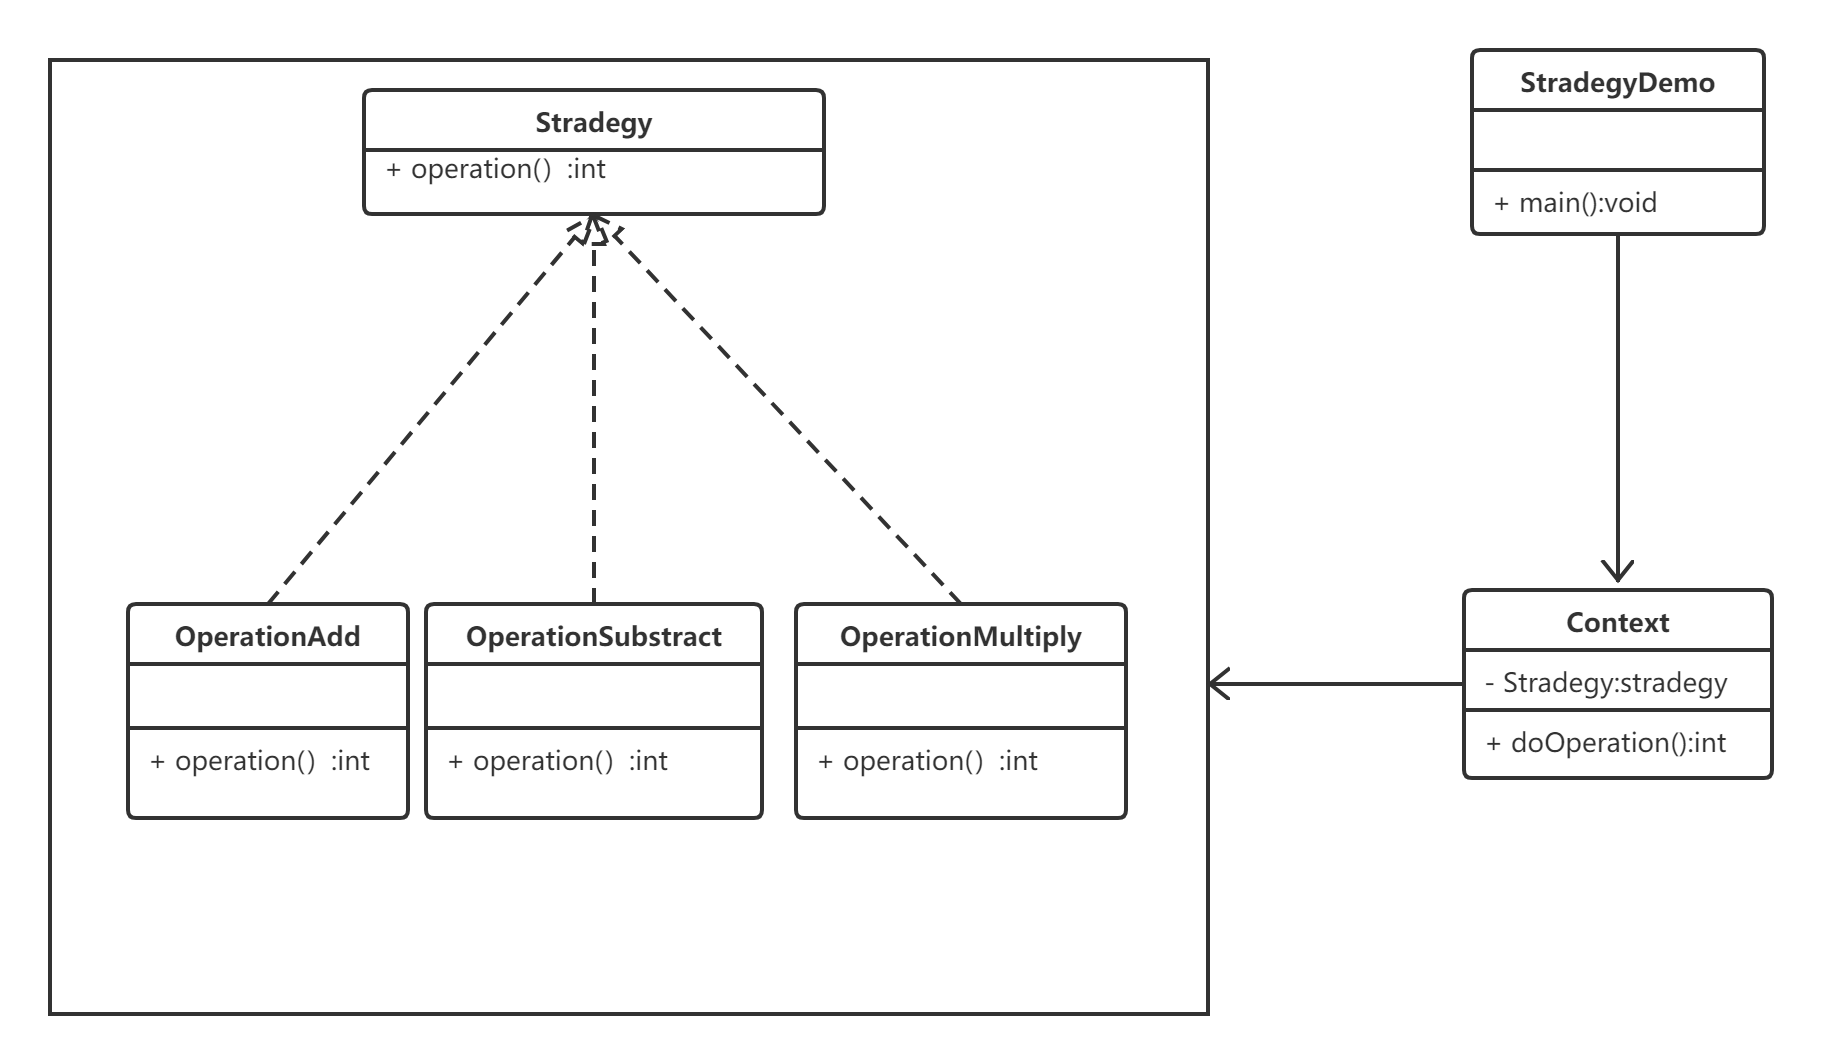 Stradegy
+ operation()  :int
StradegyDemo
+ main():void
OperationAdd
+ operation()  :int
OperationSubstract
+ operation()  :int
OperationMultiply
+ operation()  :int
Context
- Stradegy:stradegy
+ doOperation():int